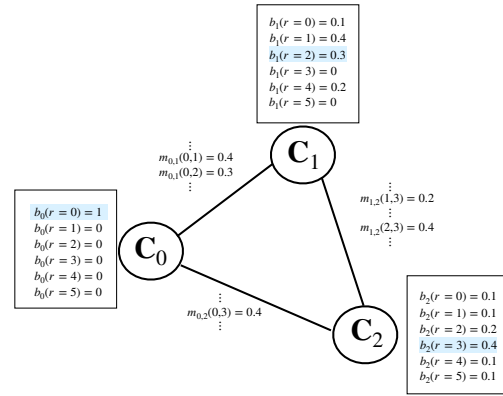 b₁(r = 0) = 0.1
b₁(r = 1) = 0.4
b₁(r = 2) = 0.3
b₁(r = 3) = 0
b₁(r = 4) = 0.2
b₁(r = 5) = 0
C₁
⋮
m₀,₁(0,1) = 0.4
m₀,₁(0,2) = 0.3
⋮
⋮
m₁,₂(1,3) = 0.2
⋮
m₁,₂(2,3) = 0.4
⋮
b₀(r = 0) = 1
b₀(r = 1) = 0
b₀(r = 2) = 0
b₀(r = 3) = 0
b₀(r = 4) = 0
b₀(r = 5) = 0
C₀
⋮
m₀,₂(0,3) = 0.4
⋮
C₂
b₂(r = 0) = 0.1
b₂(r = 1) = 0.1
b₂(r = 2) = 0.2
b₂(r = 3) = 0.4
b₂(r = 4) = 0.1
b₂(r = 5) = 0.1